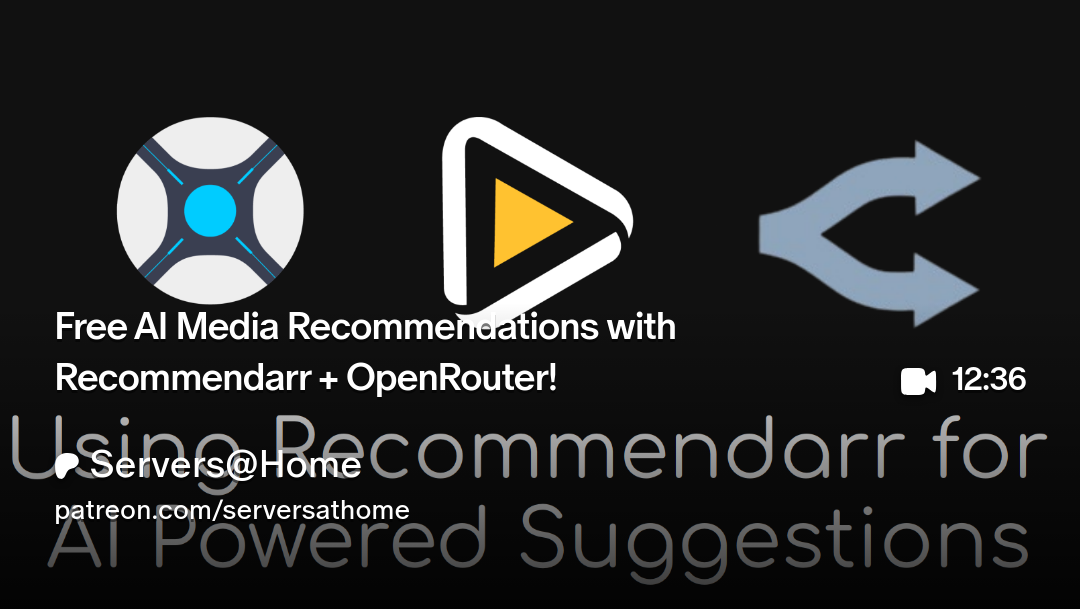 Free AI Media Recommendations with
Recommendarr + OpenRouter!
12:36
Using Recommendarr for
Servers@Home
patreon.com/serversathome
AI Powered Suggestions